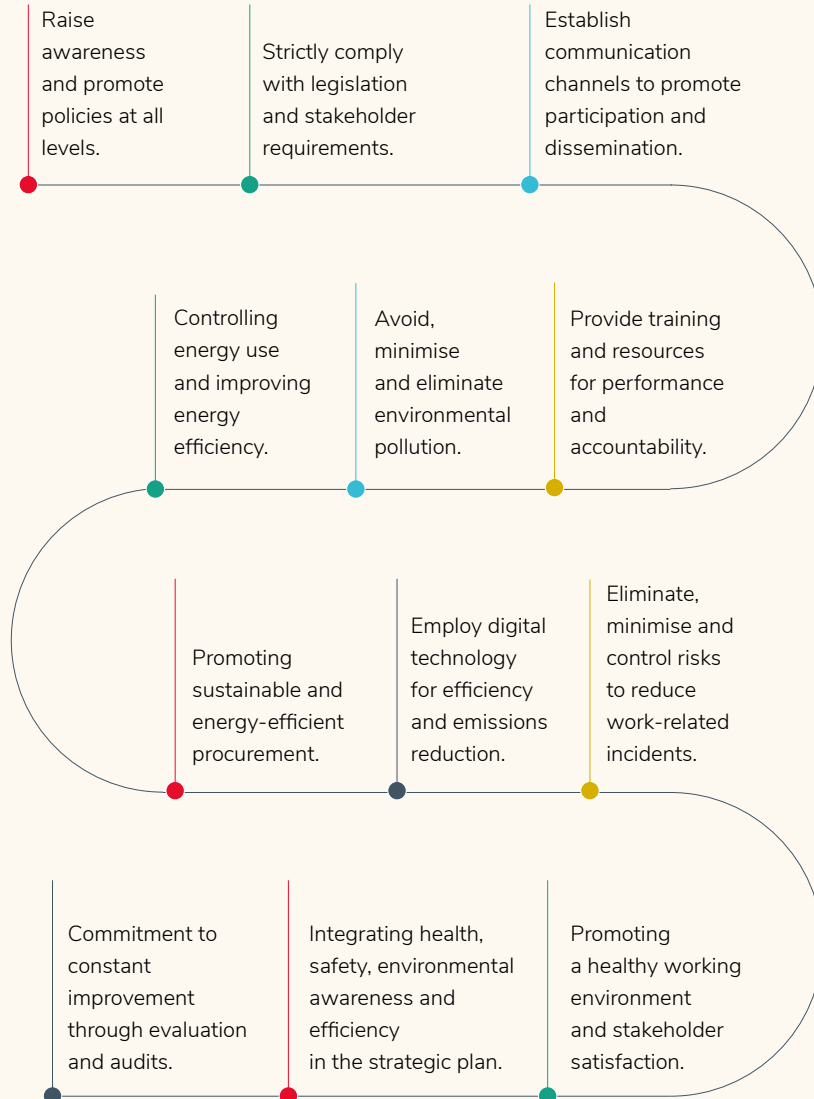 Raise
awareness
and promote
policies at all
levels.
Strictly comply
with legislation
and stakeholder
requirements.
Establish
communication
channels to promote
participation and
dissemination.
Controlling
energy use
and improving
energy
efficiency.
Avoid,
minimise
and eliminate
environmental
pollution.
Provide training
and resources
for performance
and
accountability.
Promoting
sustainable and
energy-efficient
procurement.
Employ digital
technology
for efficiency
and emissions
reduction.
Eliminate,
minimise and
control risks
to reduce
work-related
incidents.
Commitment to
constant
improvement
through evaluation
and audits.
Integrating health,
safety, environmental
awareness and
efficiency
in the strategic plan.
Promoting
a healthy working
environment
and stakeholder
satisfaction.